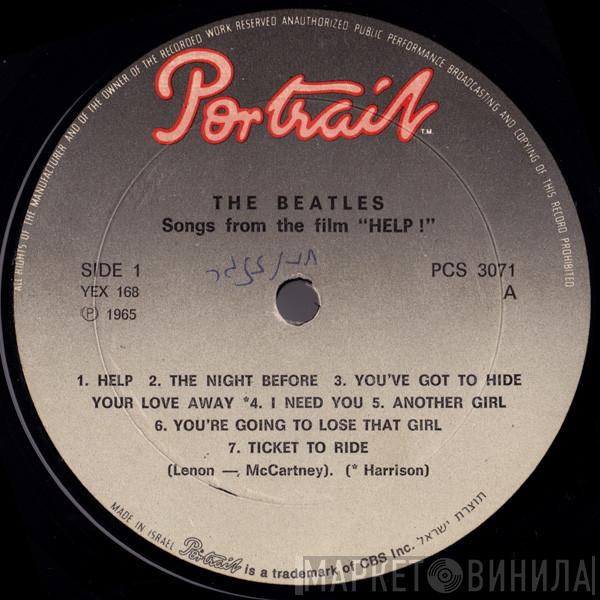 ALL RIGHTS OF THE MANUFACTURER AND OF THE OWNER OF THE RECORDED WORK RESERVED UNAUTHORIZED PUBLIC PERFORMANCE BROADCASTING AND COPYING OF THIS RECORD PROHIBITED
Portrait T.M.
THE BEATLES
Songs from the film "HELP !"
SIDE 1
PCS 3071
YEX 168
A
Ⓟ 1965
1. HELP 2. THE NIGHT BEFORE 3. YOU'VE GOT TO HIDE
YOUR LOVE AWAY *4. I NEED YOU 5. ANOTHER GIRL
6. YOU'RE GOING TO LOSE THAT GIRL
7. TICKET TO RIDE
(Lenon —, McCartney). (* Harrison)
MADE IN ISRAEL Portrait is a trademark of CBS Inc. תוצרת ישראל
МАРКЕТ ВИНИЛА